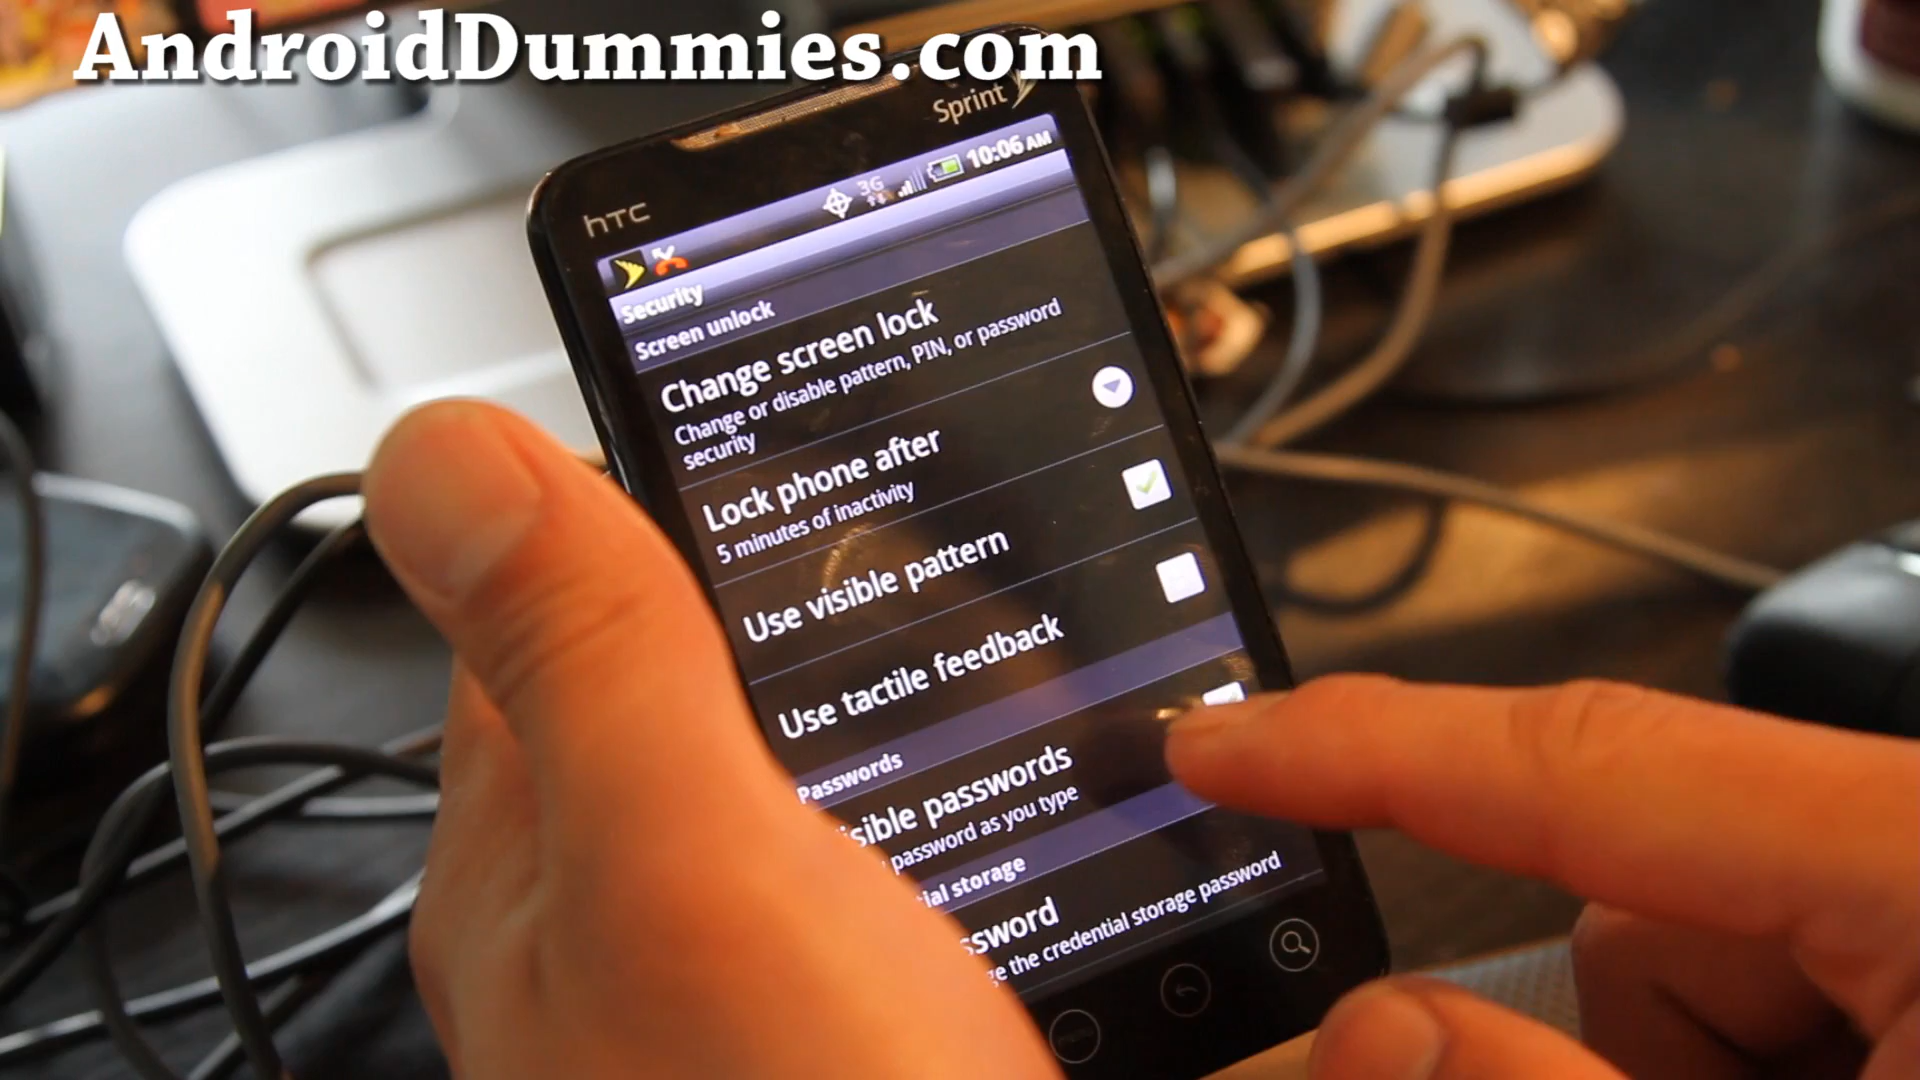 AndroidDummies.com
Sprint
hTC
3G
10:06 AM
Security
Screen unlock
Change screen lock
Change or disable pattern, PIN, or password
security
Lock phone after
5 minutes of inactivity
Use visible pattern
Use tactile feedback
Passwords
isible passwords
password as you type
ial storage
ssword
ge the credential storage password